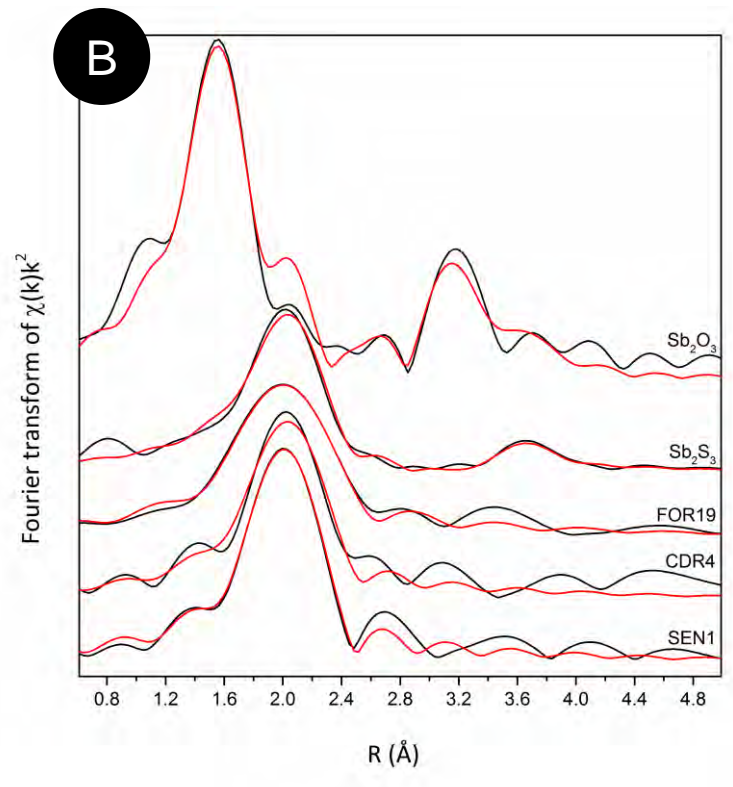 B
Fourier transform of χ(k)k²
Sb₂O₃
Sb₂S₃
FOR19
CDR4
SEN1
0.8 1.2 1.6 2.0 2.4 2.8 3.2 3.6 4.0 4.4 4.8
R (Å)